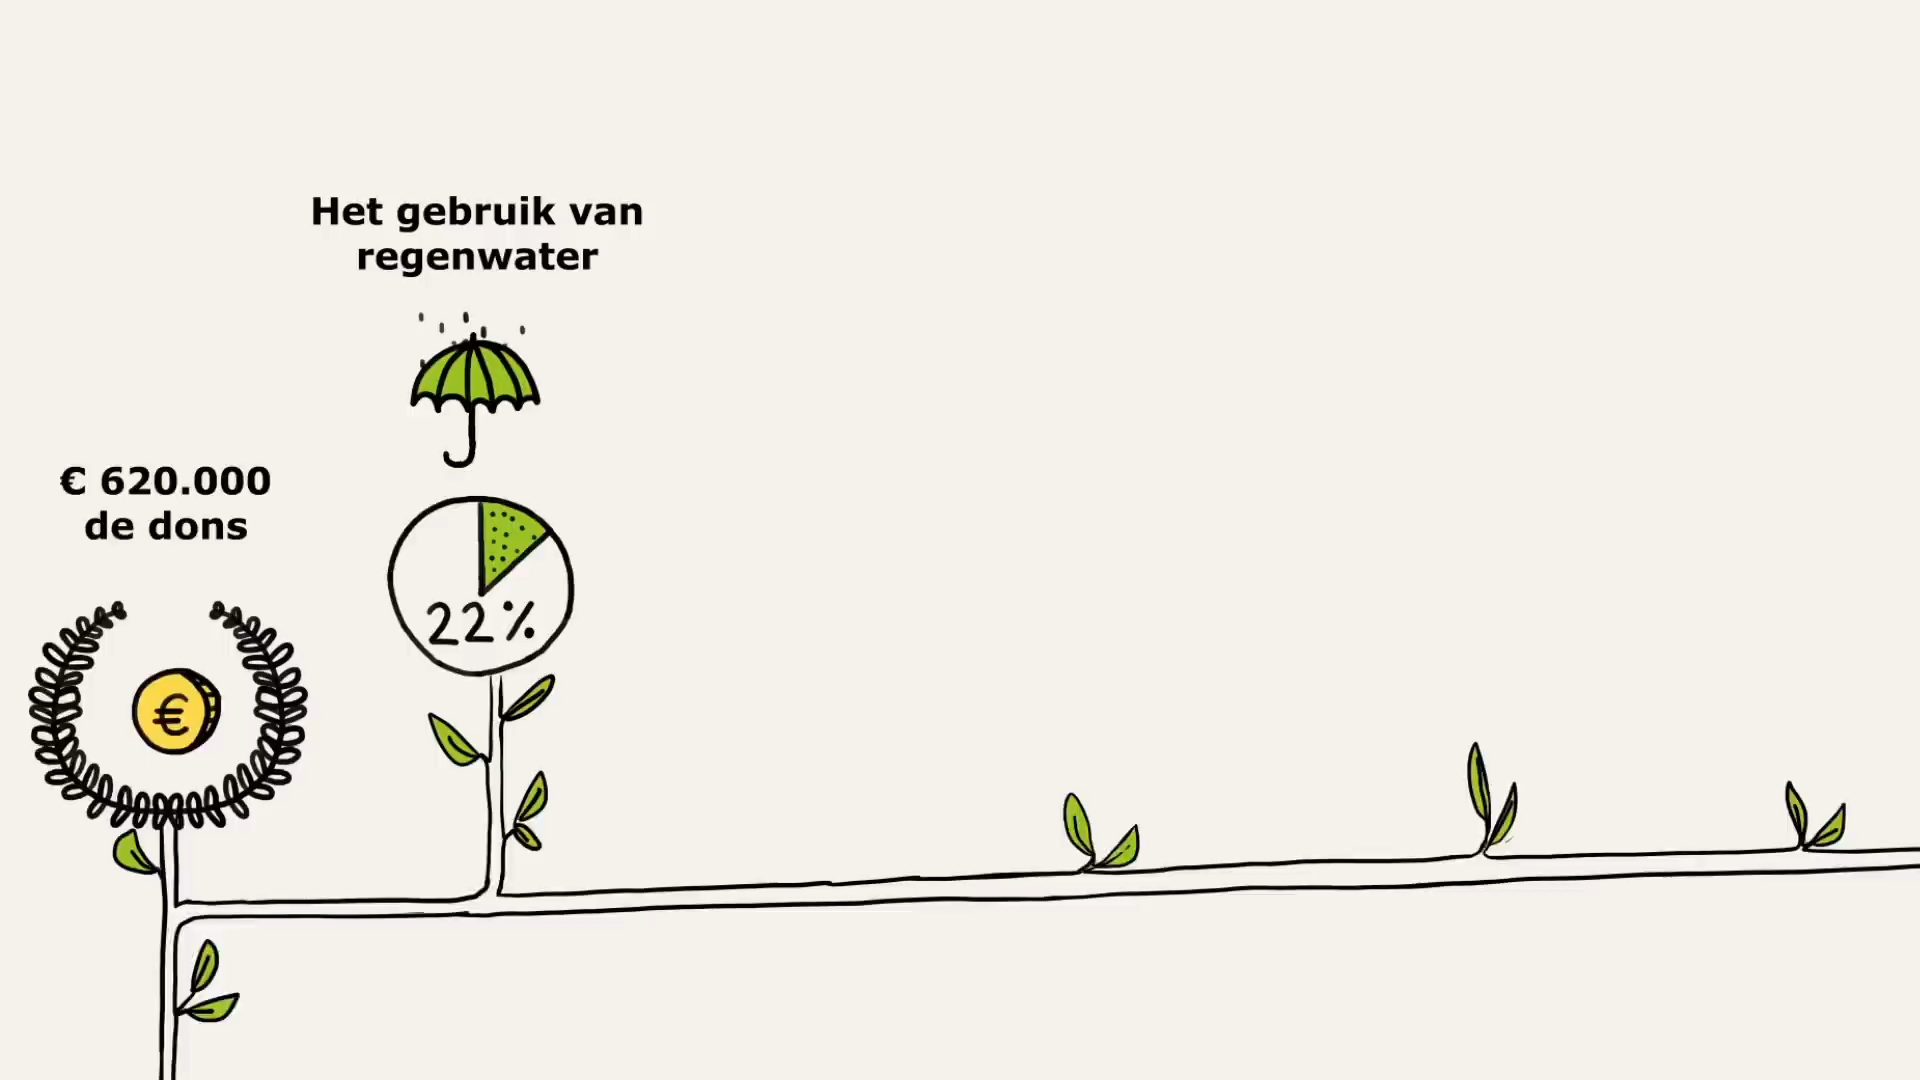 Het gebruik van
regenwater
€ 620.000
de dons
€
22%